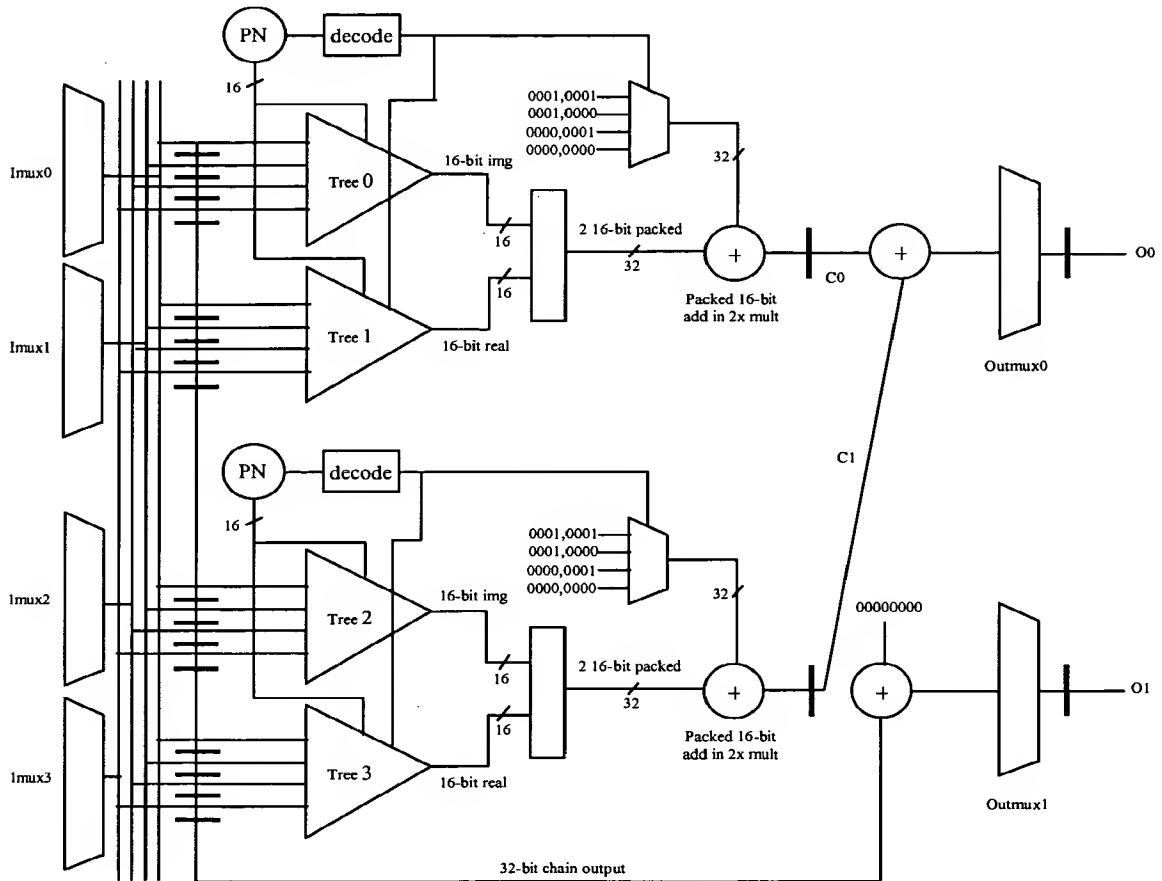 PN
decode
16
0001,0001
0001,0000
0000,0001
0000,0000
Imux0
Tree 0
16-bit img
32
16
2 16-bit packed
32
+
+
O0
C0
16
Packed 16-bit
add in 2x mult
Imux1
Tree 1
16-bit real
Outmux0
C1
PN
decode
16
0001,0001
0001,0000
0000,0001
0000,0000
1mux2
Tree 2
16-bit img
32
00000000
16
2 16-bit packed
32
+
+
O1
16
Packed 16-bit
add in 2x mult
1mux3
Tree 3
16-bit real
Outmux1
32-bit chain output